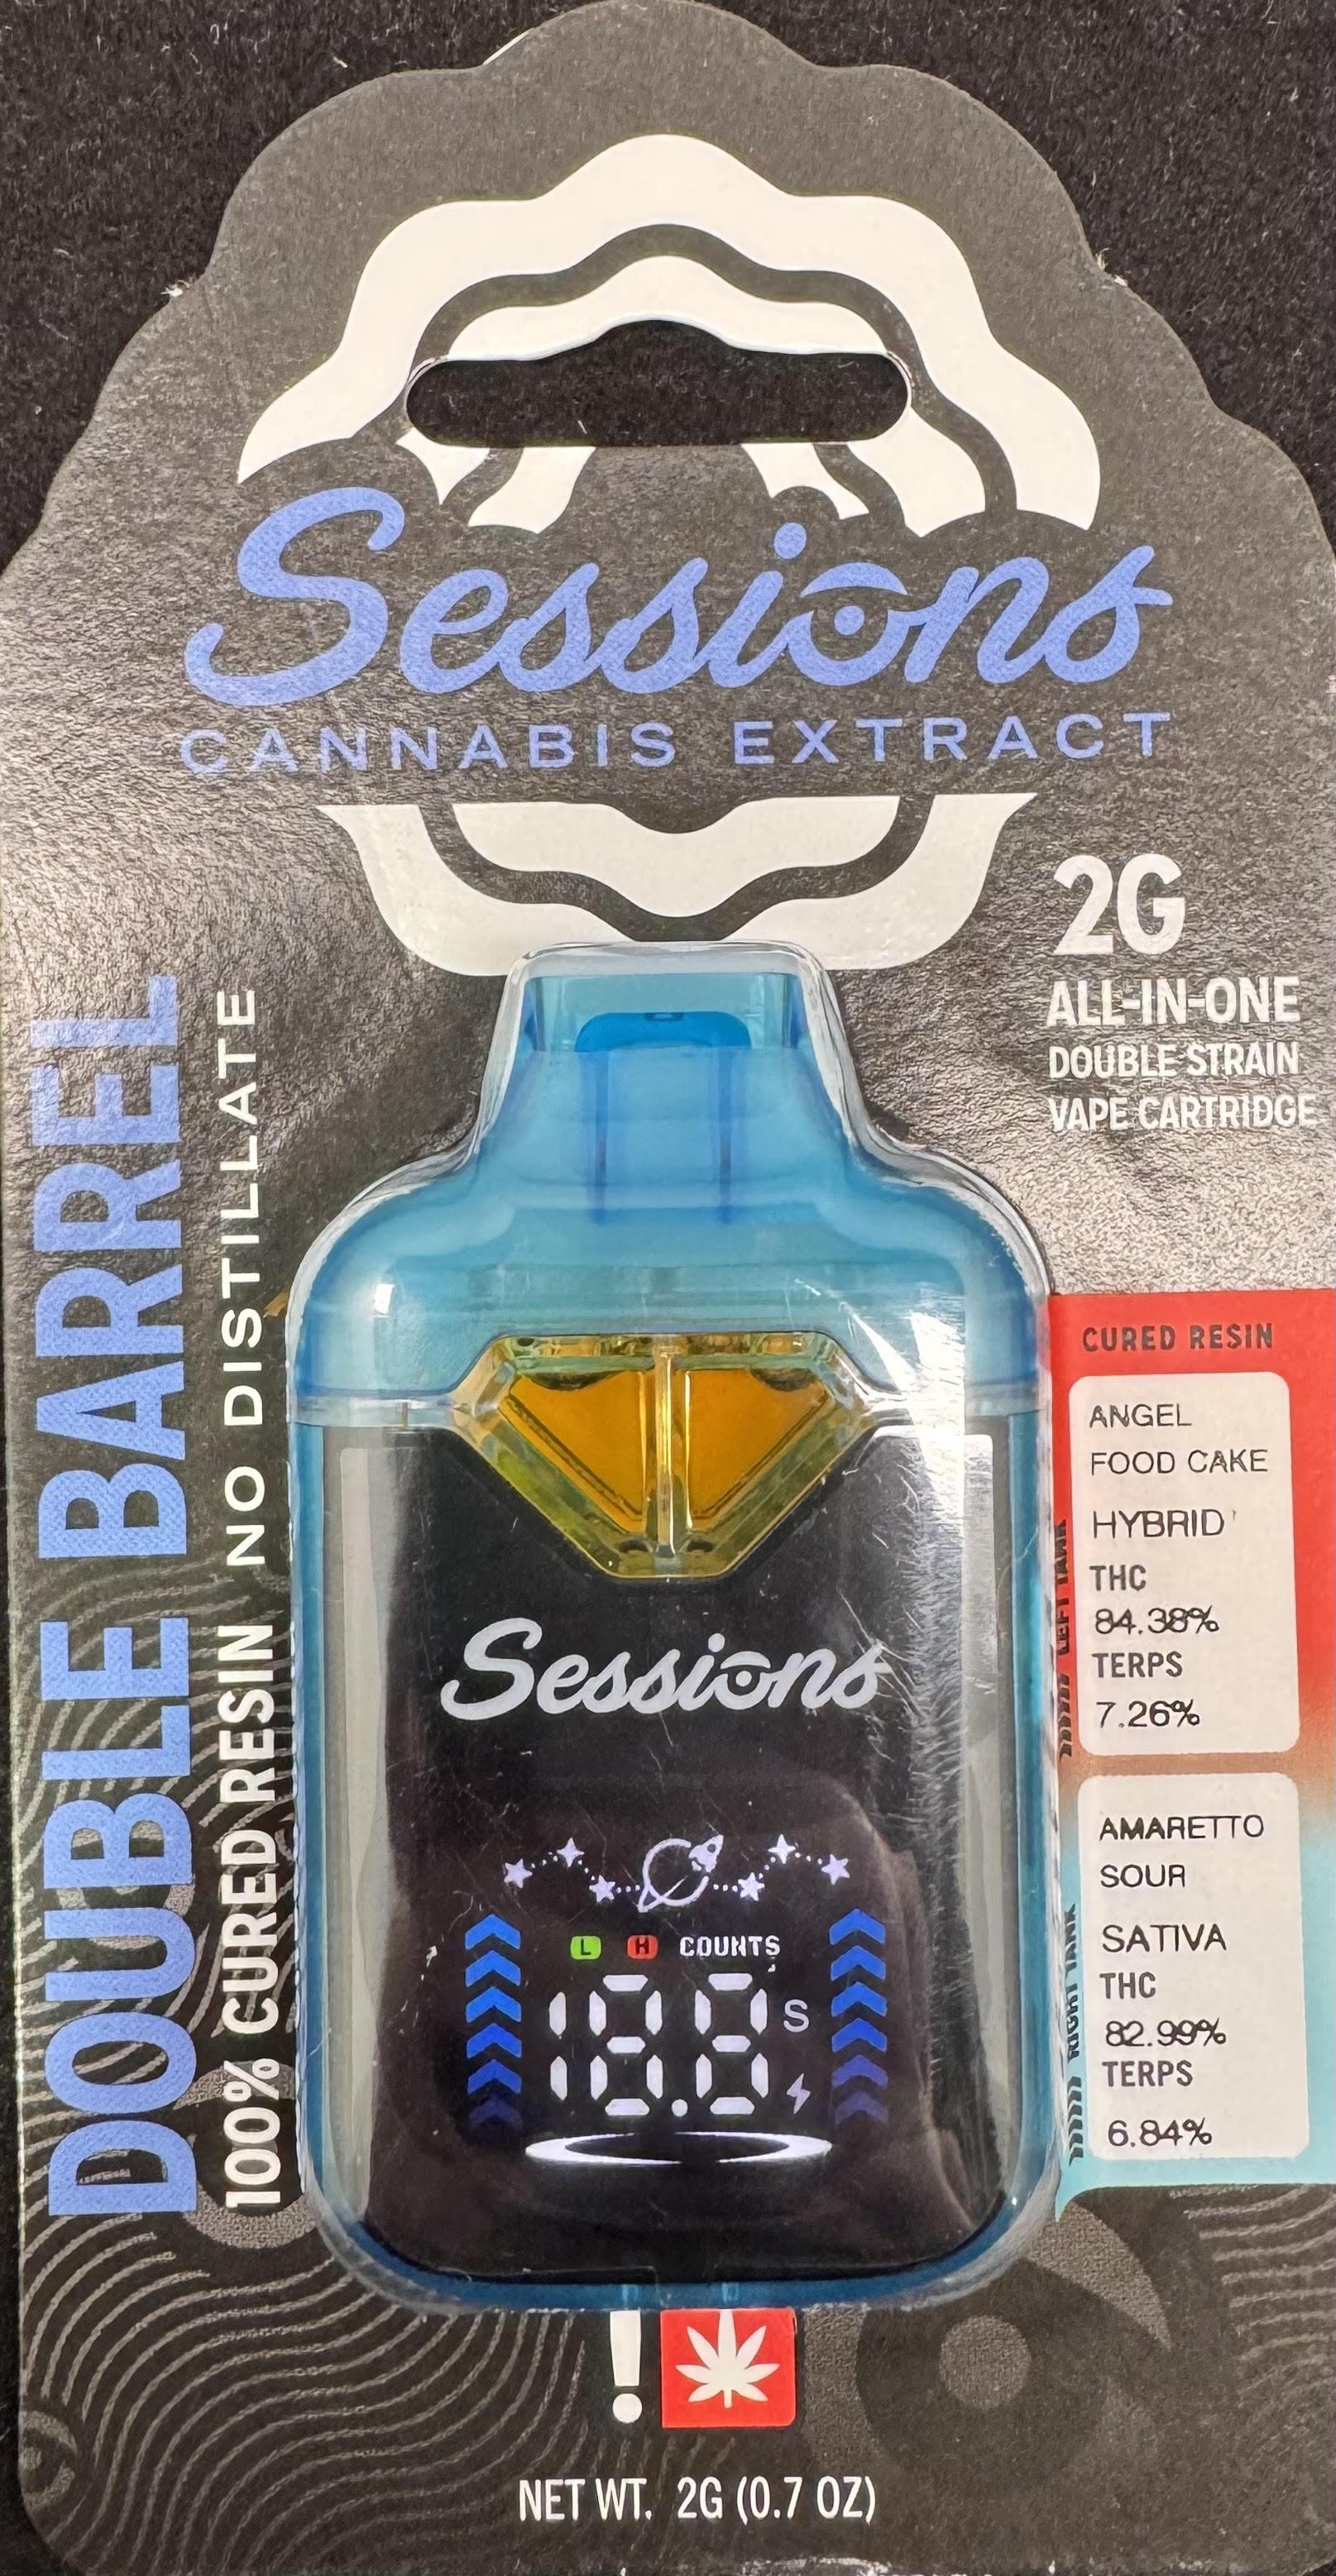 Sessions
CANNABIS EXTRACT
2G
ALL-IN-ONE
DOUBLE STRAIN
VAPE CARTRIDGE
DOUBLE BARREL
100% CURED RESIN NO DISTILLATE
CURED RESIN
LEFT TANK
ANGEL
FOOD CAKE
HYBRID
THC
84.38%
TERPS
7.26%
RIGHT TANK
AMARETTO
SOUR
SATIVA
THC
82.99%
TERPS
6.84%
Sessions
L H COUNTS
18.8 S
!
NET WT. 2G (0.7 OZ)